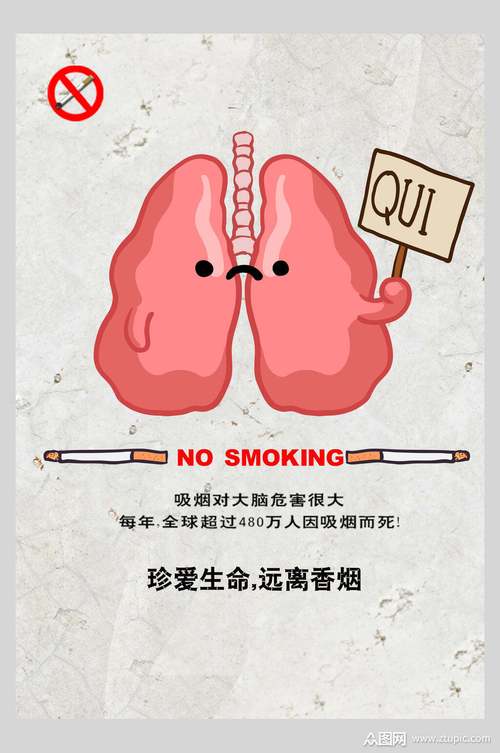 QUI
NO SMOKING
吸烟对大脑危害很大
每年,全球超过480万人因吸烟而死!
珍爱生命,远离香烟
众图网 www.ztupic.com